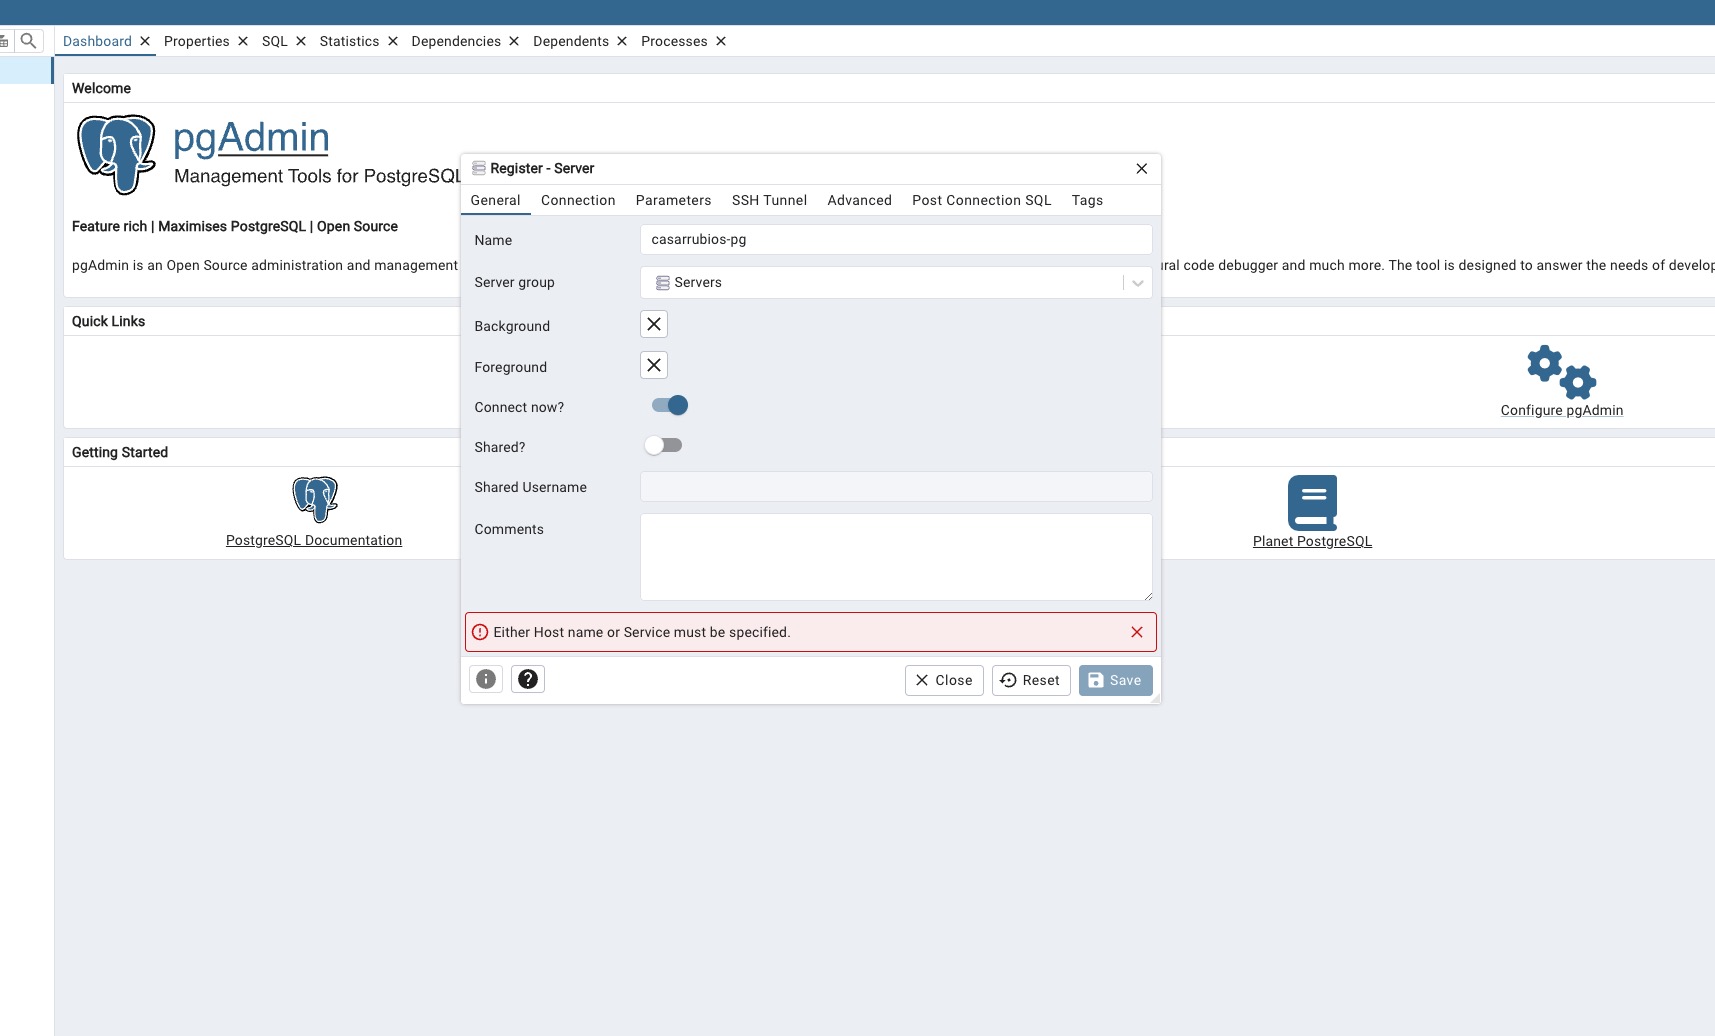 Dashboard Properties SQL Statistics Dependencies Dependents Processes
Welcome
pgAdmin
Management Tools for PostgreSQL
Feature rich | Maximises PostgreSQL | Open Source
pgAdmin is an Open Source administration and management
code debugger and much more. The tool is designed to answer the needs of
Quick Links
Configure pgAdmin
Getting Started
PostgreSQL Documentation
Planet PostgreSQL
Register - Server
General Connection Parameters SSH Tunnel Advanced Post Connection SQL Tags
Name casarrubios-pg
Server group Servers
Background
Foreground
Connect now?
Shared?
Shared Username
Comments
Either Host name or Service must be specified.
Close Reset Save